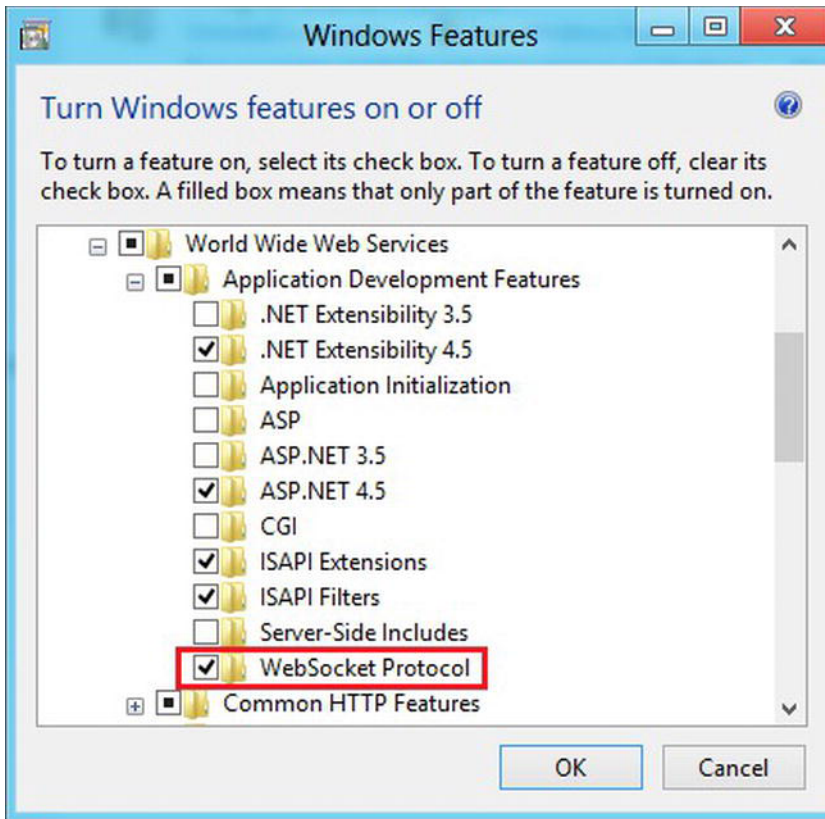 Windows Features
Turn Windows features on or off
To turn a feature on, select its check box. To turn a feature off, clear its
check box. A filled box means that only part of the feature is turned on.
World Wide Web Services
Application Development Features
.NET Extensibility 3.5
.NET Extensibility 4.5
Application Initialization
ASP
ASP.NET 3.5
ASP.NET 4.5
CGI
ISAPI Extensions
ISAPI Filters
Server-Side Includes
WebSocket Protocol
Common HTTP Features
OK
Cancel